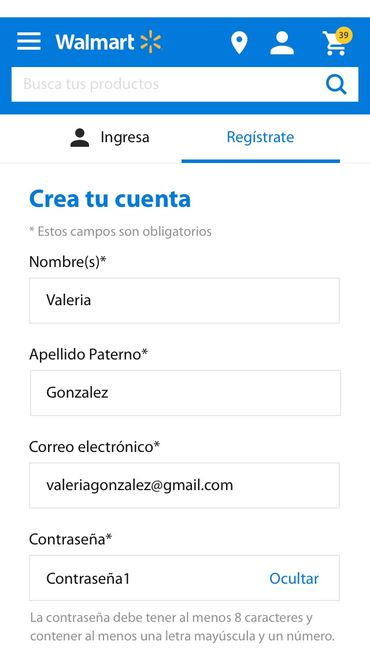 Walmart
39
Busca tus productos
Ingresa
Regístrate
Crea tu cuenta
* Estos campos son obligatorios
Nombre(s)*
Valeria
Apellido Paterno*
Gonzalez
Correo electrónico*
valeriagonzalez@gmail.com
Contraseña*
Contraseña1 Ocultar
La contraseña debe tener al menos 8 caracteres y
contener al menos una letra mayúscula y un número.